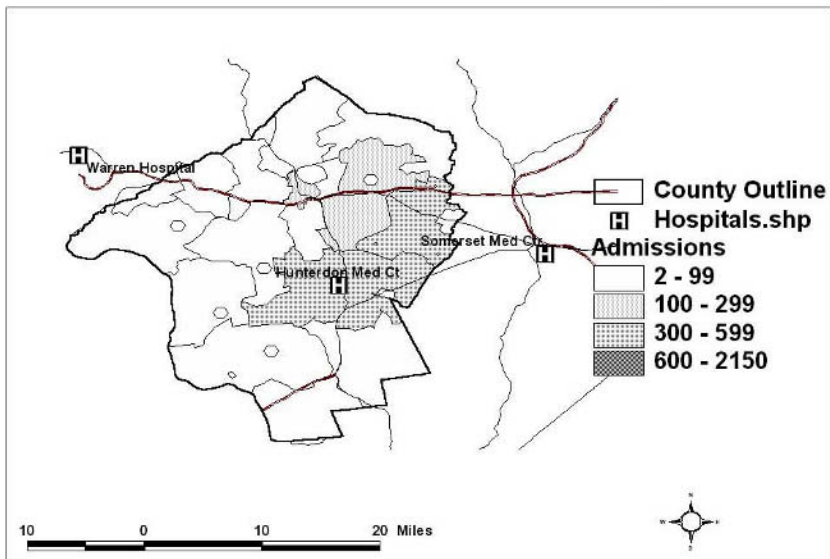 Warren Hospital
County Outline
Hospitals.shp
Somerset Med Ctr
Admissions
Hunterdon Med Ct
2 - 99
100 - 299
300 - 599
600 - 2150
N
W E
S
10 0 10 20 Miles